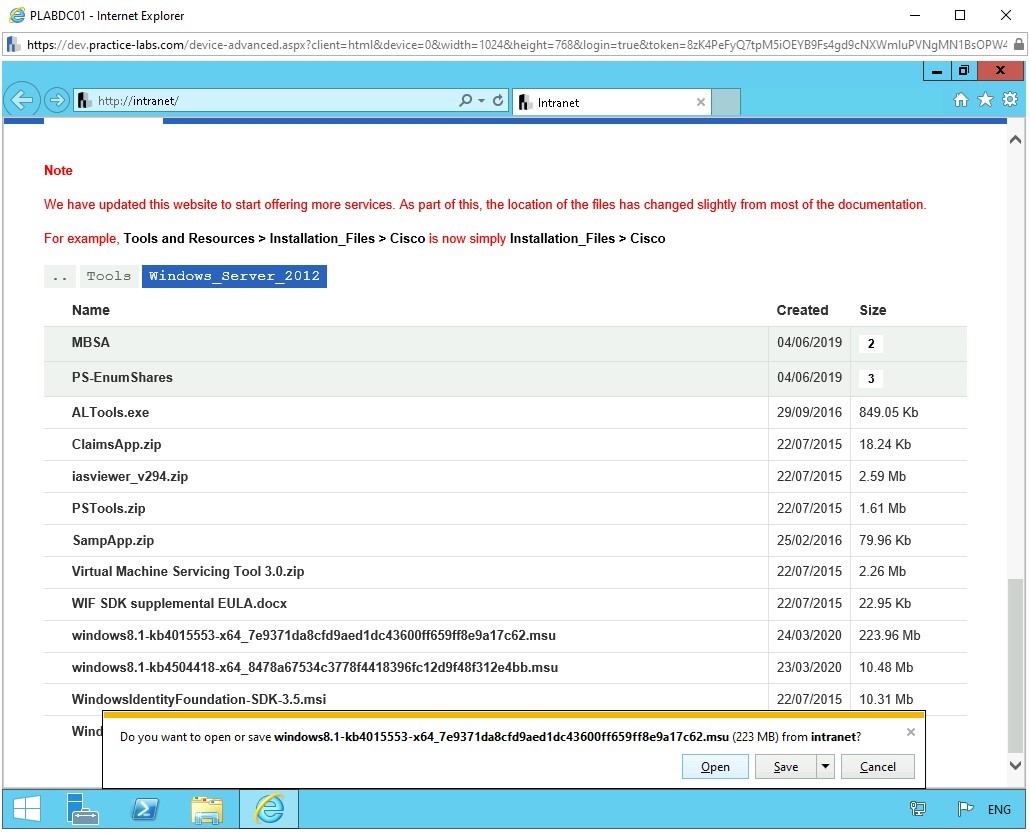 PLABDC01 - Internet Explorer
https://dev.practice-labs.com/device-advanced.aspx?client=html&device=0&width=1024&height=768&login=true&token=8zK4PeFyQ7tpM5iOEYB9Fs4gd9cNXWmIuPVNgMN1BsOPW4
http://intranet/
Intranet
Note
We have updated this website to start offering more services. As part of this, the location of the files has changed slightly from most of the documentation.
For example, Tools and Resources > Installation_Files > Cisco is now simply Installation_Files > Cisco
.. Tools Windows_Server_2012
Name Created Size
MBSA 04/06/2019 2
PS-EnumShares 04/06/2019 3
ALTools.exe 29/09/2016 849.05 Kb
ClaimsApp.zip 22/07/2015 18.24 Kb
iasviewer_v294.zip 22/07/2015 2.59 Mb
PSTools.zip 22/07/2015 1.61 Mb
SampApp.zip 25/02/2016 79.96 Kb
Virtual Machine Servicing Tool 3.0.zip 22/07/2015 2.26 Mb
WIF SDK supplemental EULA.docx 22/07/2015 22.95 Kb
windows8.1-kb4015553-x64_7e9371da8cfd9aed1dc43600ff659ff8e9a17c62.msu 24/03/2020 223.96 Mb
windows8.1-kb4504418-x64_8478a67534c3778f4418396fc12d9f48f312e4bb.msu 23/03/2020 10.48 Mb
WindowsIdentityFoundation-SDK-3.5.msi 22/07/2015 10.31 Mb
Wind
Do you want to open or save windows8.1-kb4015553-x64_7e9371da8cfd9aed1dc43600ff659ff8e9a17c62.msu (223 MB) from intranet?
Open Save Cancel
ENG